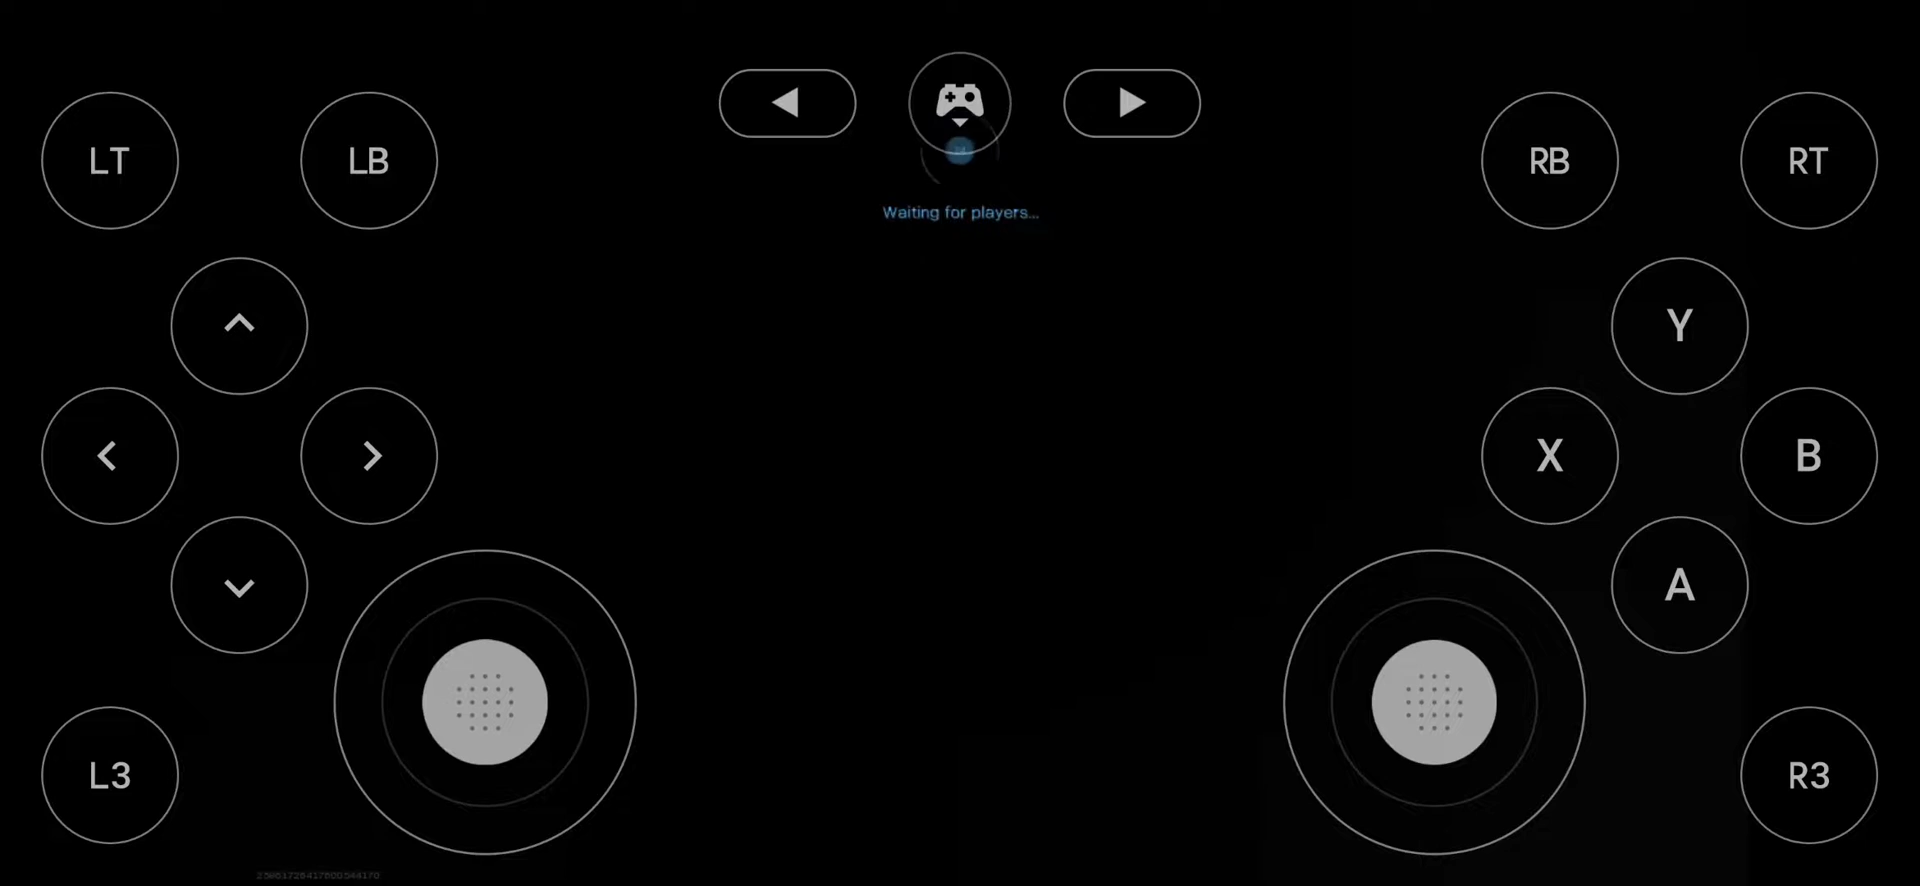 LT
LB
RB
RT
Waiting for players...
Y
X
B
A
L3
R3